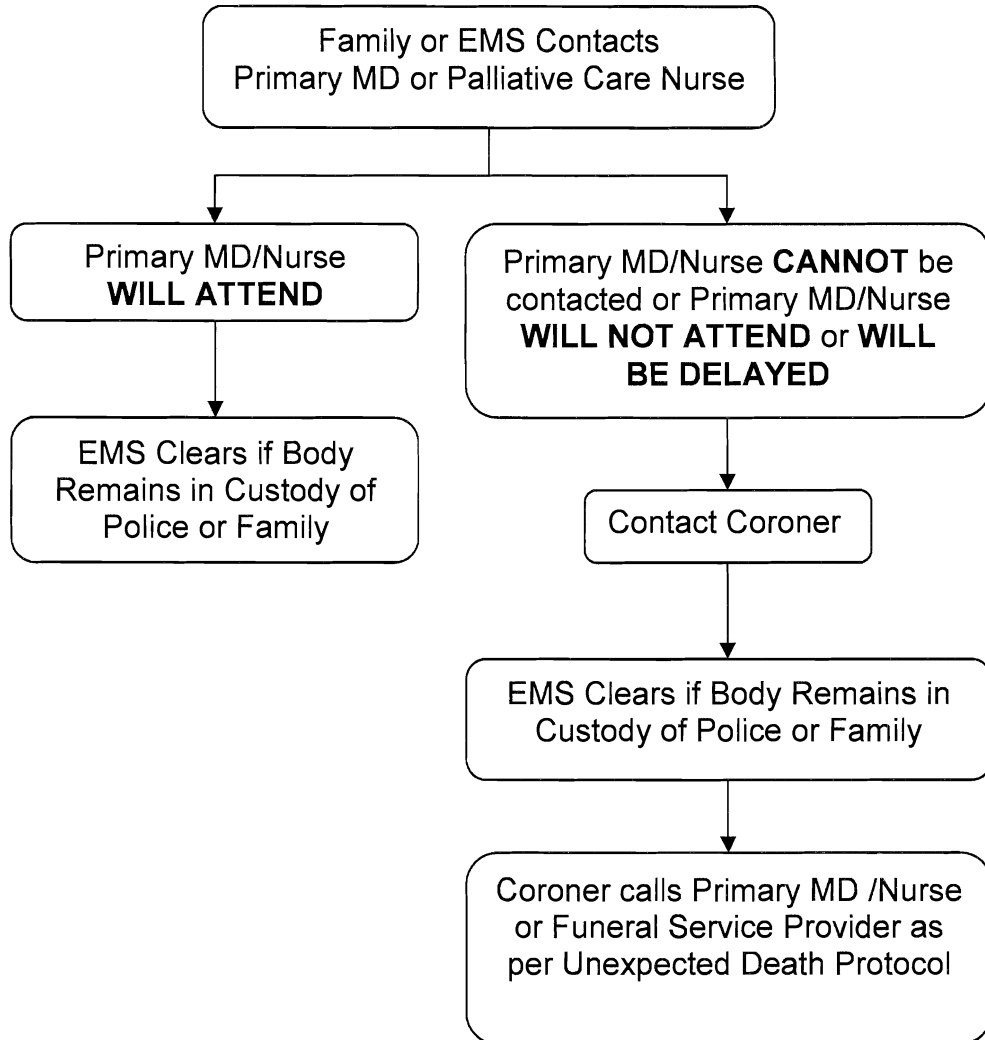 Family or EMS Contacts
Primary MD or Palliative Care Nurse
Primary MD/Nurse
WILL ATTEND
Primary MD/Nurse CANNOT be
contacted or Primary MD/Nurse
WILL NOT ATTEND or WILL
BE DELAYED
EMS Clears if Body
Remains in Custody of
Police or Family
Contact Coroner
EMS Clears if Body Remains in
Custody of Police or Family
Coroner calls Primary MD /Nurse
or Funeral Service Provider as
per Unexpected Death Protocol